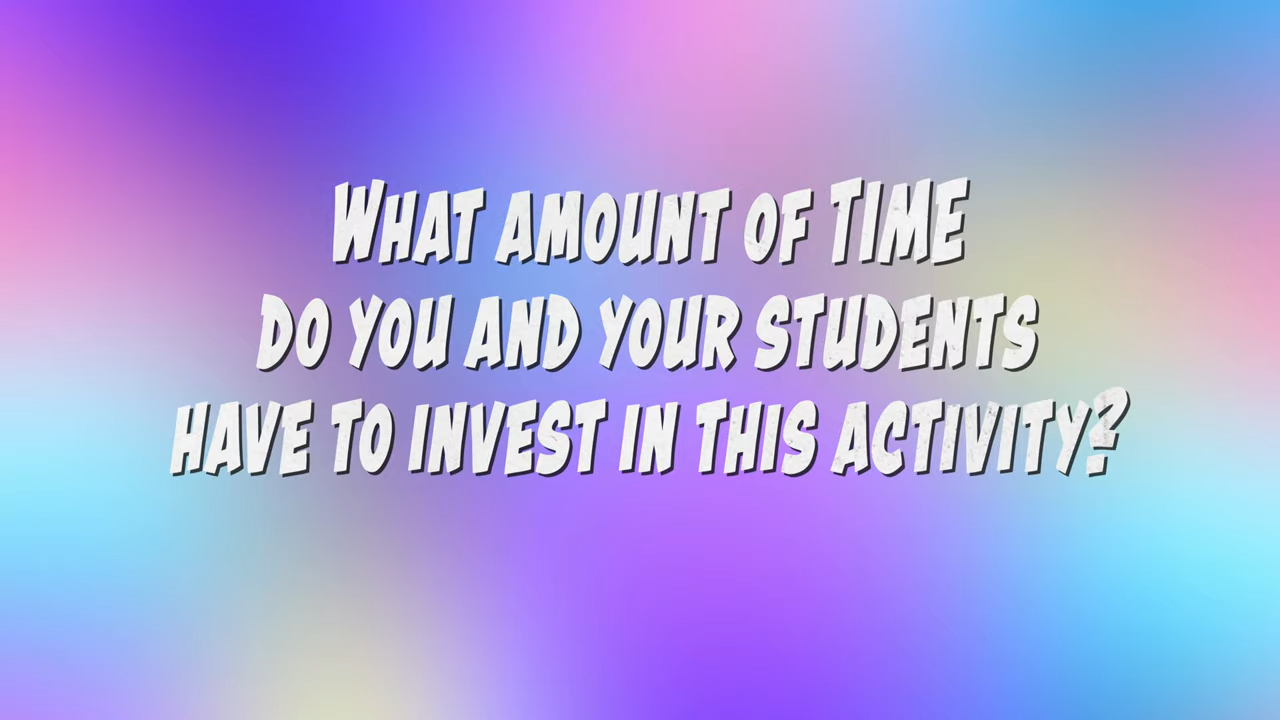 What amount of TIME
do you and your students
have to invest in this activity?